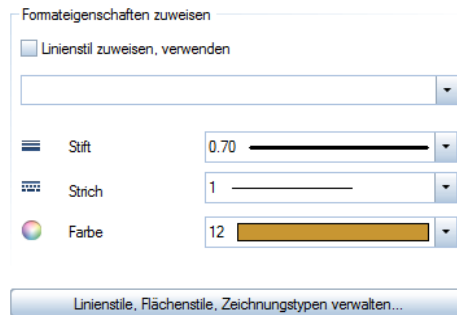 Formateigenschaften zuweisen
Linienstil zuweisen, verwenden
Stift 0.70
Strich 1
Farbe 12
Linienstile, Flächenstile, Zeichnungstypen verwalten...